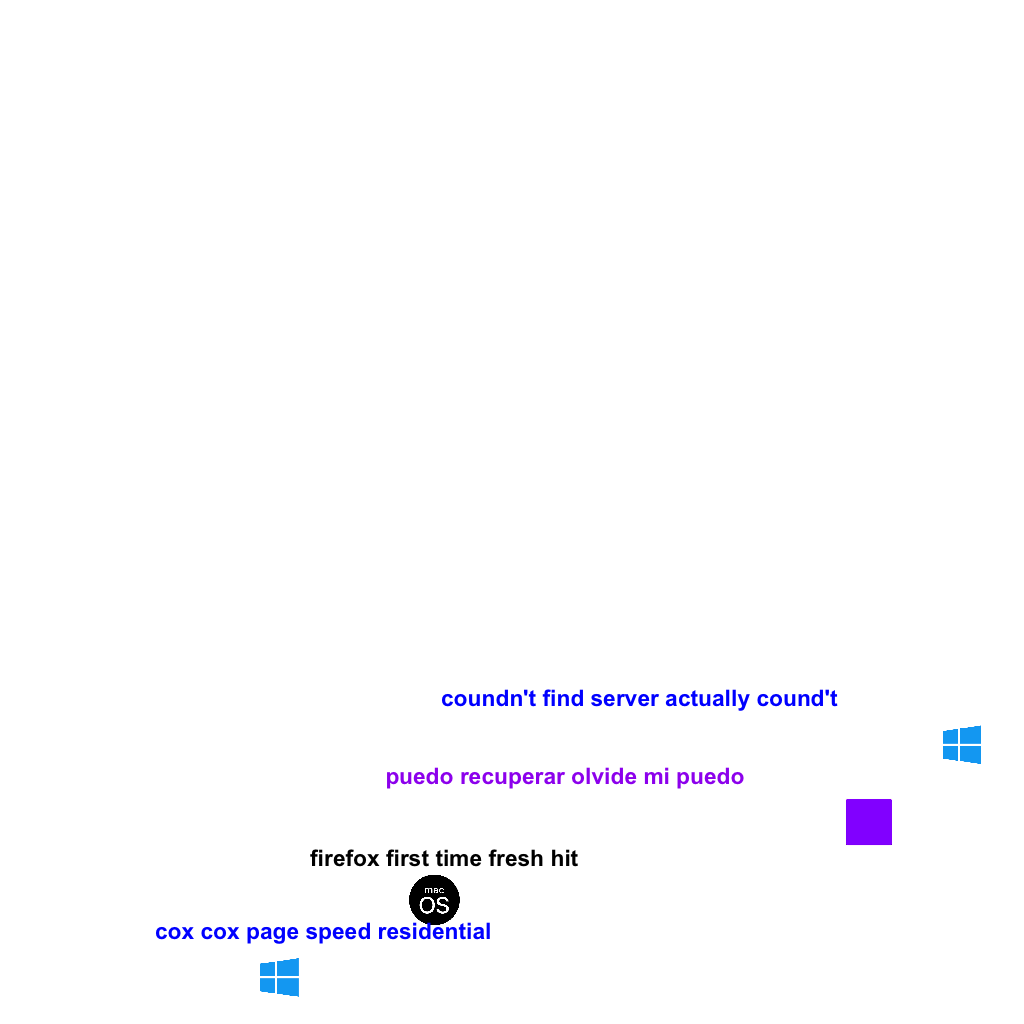 coundn't find server actually cound't
puedo recuperar olvide mi puedo
firefox first time fresh hit
mac
OS
cox cox page speed residential